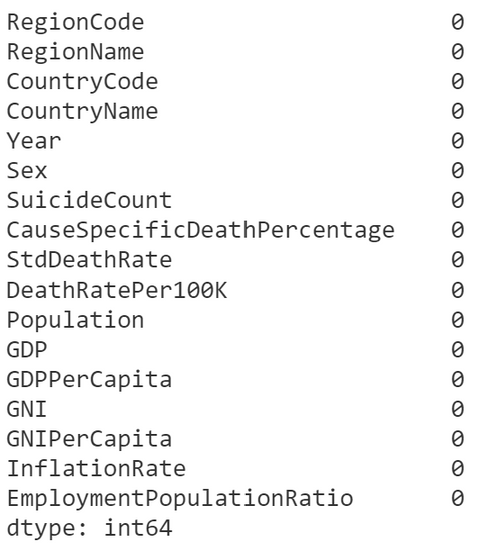 RegionCode 0
RegionName 0
CountryCode 0
CountryName 0
Year 0
Sex 0
SuicideCount 0
CauseSpecificDeathPercentage 0
StdDeathRate 0
DeathRatePer100K 0
Population 0
GDP 0
GDPPerCapita 0
GNI 0
GNIPerCapita 0
InflationRate 0
EmploymentPopulationRatio 0
dtype: int64